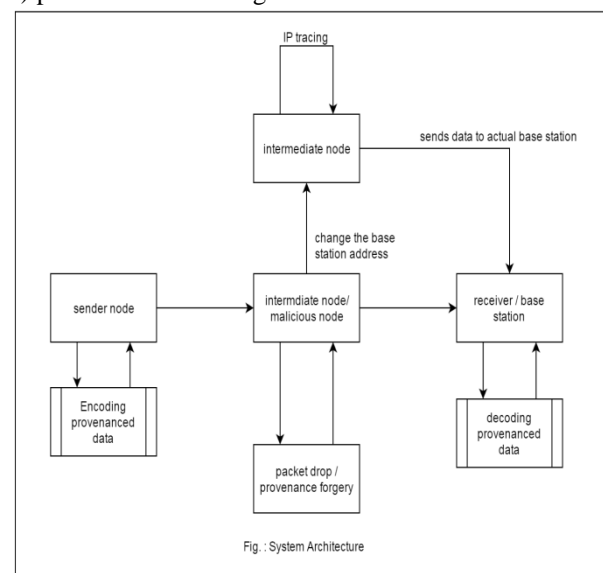 IP tracing
intermediate node
sends data to actual base station
change the base
station address
sender node
intermdiate node/
malicious node
receiver / base
station
Encoding
provenanced
data
packet drop /
provenance forgery
decoding
provenanced
data
Fig. : System Architecture